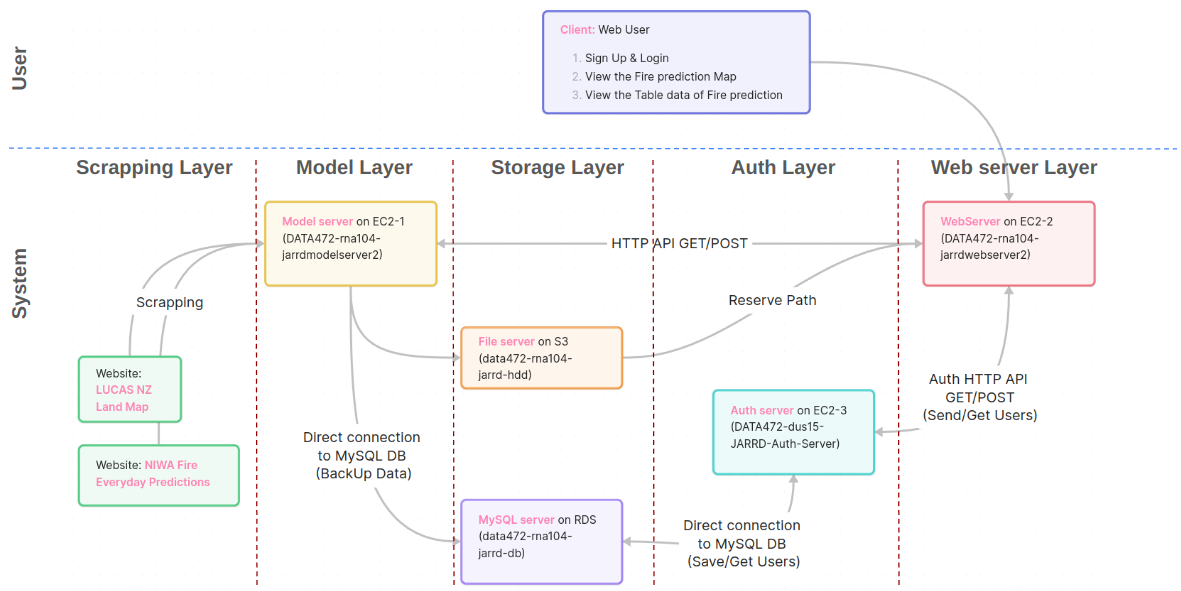 User
Client: Web User
1. Sign Up & Login
2. View the Fire prediction Map
3. View the Table data of Fire prediction
System
Scrapping Layer
Model Layer
Storage Layer
Auth Layer
Web server Layer
Model server on EC2-1
(DATA472-rna104-
jarrdmodelserver2)
HTTP API GET/POST
WebServer on EC2-2
(DATA472-rna104-
jarrdwebserver2)
Scrapping
Reserve Path
File server on S3
(data472-rna104-
jarrd-hdd)
Website:
LUCAS NZ
Land Map
Auth HTTP API
GET/POST
(Send/Get Users)
Auth server on EC2-3
(DATA472-dus15-
JARRD-Auth-Server)
Direct connection
to MySQL DB
(BackUp Data)
Website: NIWA Fire
Everyday Predictions
MySQL server on RDS
(data472-rna104-
jarrd-db)
Direct connection
to MySQL DB
(Save/Get Users)